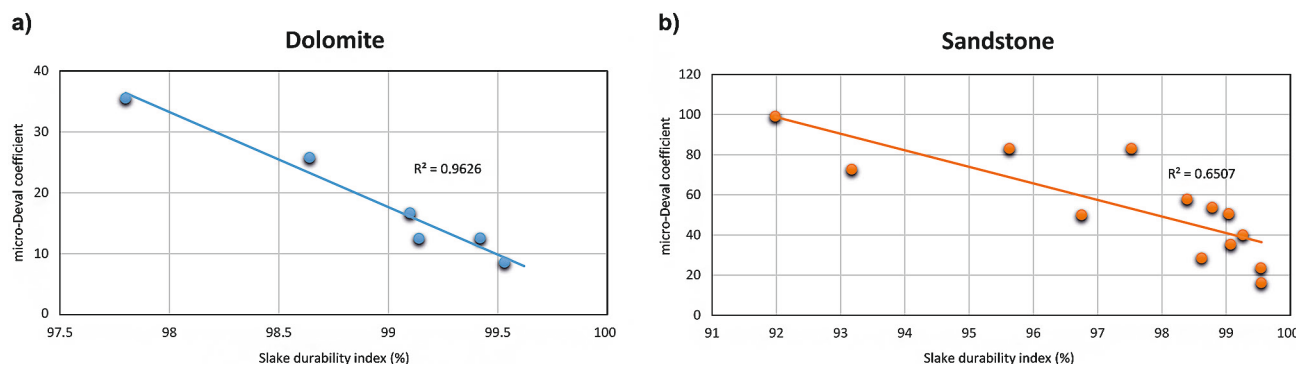 a)
Dolomite
40
30
20
10
0
micro-Deval coefficient
R² = 0.9626
97.5 98 98.5 99 99.5 100
Slake durability index (%)
b)
Sandstone
120
100
80
60
40
20
0
micro-Deval coefficient
R² = 0.6507
91 92 93 94 95 96 97 98 99 100
Slake durability index (%)